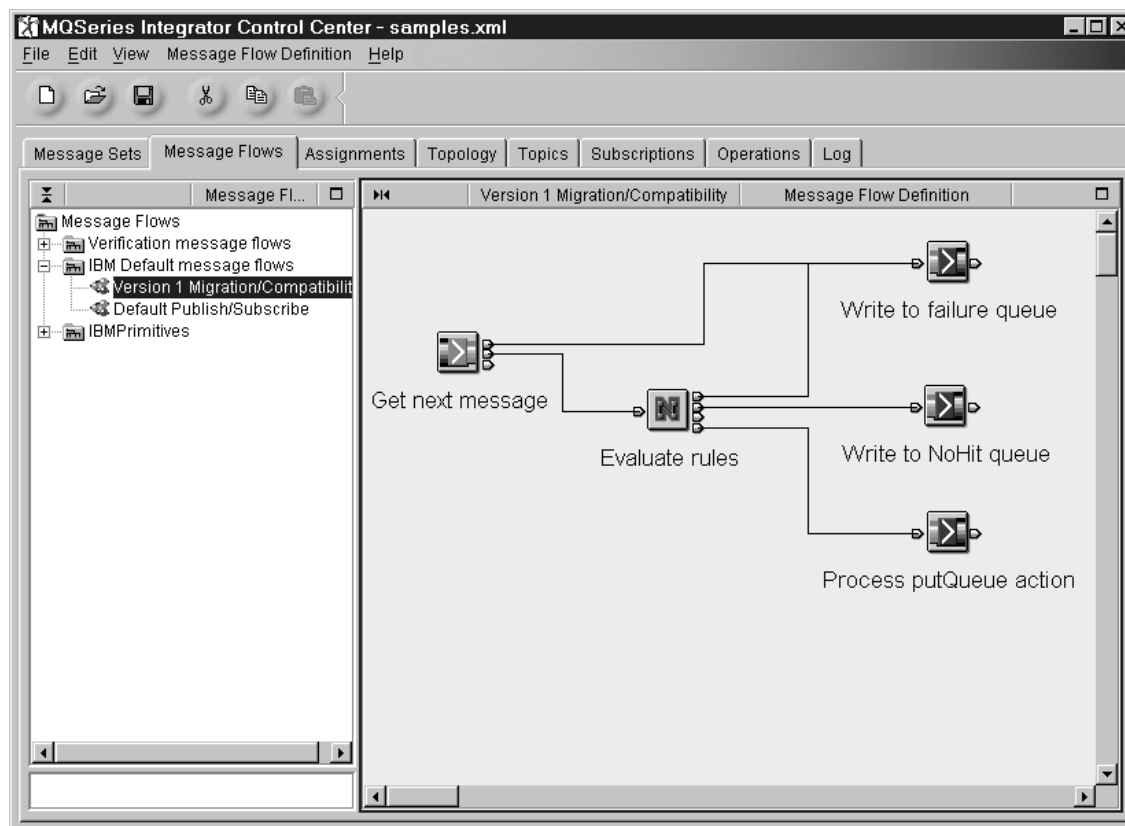 MQSeries Integrator Control Center - samples.xml
File Edit View Message Flow Definition Help
Message Sets Message Flows Assignments Topology Topics Subscriptions Operations Log
Message Fl... Version 1 Migration/Compatibility Message Flow Definition
Message Flows
Verification message flows
IBM Default message flows
Version 1 Migration/Compatibilit
Default Publish/Subscribe
IBMPrimitives
Write to failure queue
Get next message
N
Evaluate rules
Write to NoHit queue
Process putQueue action